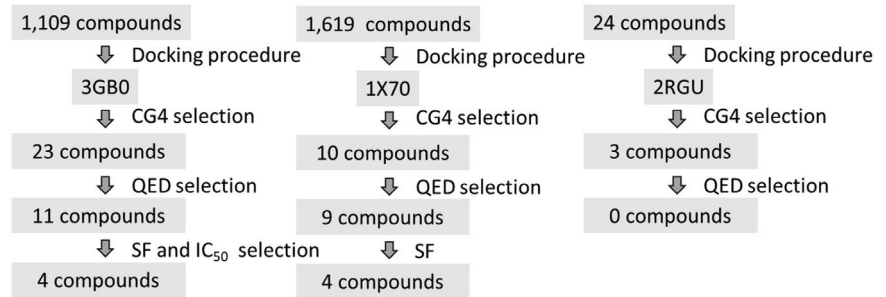 1,109 compounds
Docking procedure
3GB0
CG4 selection
23 compounds
QED selection
11 compounds
SF and IC50 selection
4 compounds
1,619 compounds
Docking procedure
1X70
CG4 selection
10 compounds
QED selection
9 compounds
SF
4 compounds
24 compounds
Docking procedure
2RGU
CG4 selection
3 compounds
QED selection
0 compounds